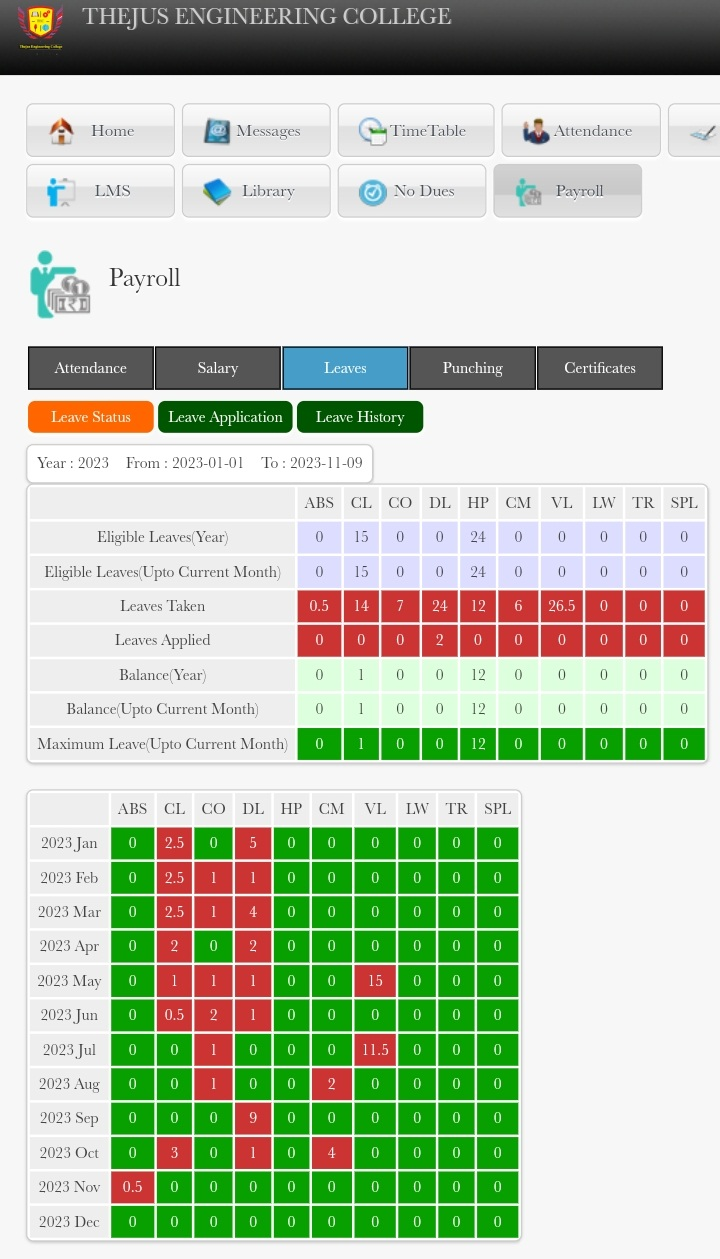 THEJUS ENGINEERING COLLEGE
Thejus Engineering College
Home Messages TimeTable Attendance
LMS Library No Dues Payroll
Payroll
Attendance Salary Leaves Punching Certificates
Leave Status Leave Application Leave History
Year : 2023 From : 2023-01-01 To : 2023-11-09
ABS CL CO DL HP CM VL LW TR SPL
Eligible Leaves(Year) 0 15 0 0 24 0 0 0 0 0
Eligible Leaves(Upto Current Month) 0 15 0 0 24 0 0 0 0 0
Leaves Taken 0.5 14 7 24 12 6 26.5 0 0 0
Leaves Applied 0 0 0 2 0 0 0 0 0 0
Balance(Year) 0 1 0 0 12 0 0 0 0 0
Balance(Upto Current Month) 0 1 0 0 12 0 0 0 0 0
Maximum Leave(Upto Current Month) 0 1 0 0 12 0 0 0 0 0
ABS CL CO DL HP CM VL LW TR SPL
2023 Jan 0 2.5 0 5 0 0 0 0 0 0
2023 Feb 0 2.5 1 1 0 0 0 0 0 0
2023 Mar 0 2.5 1 4 0 0 0 0 0 0
2023 Apr 0 2 0 2 0 0 0 0 0 0
2023 May 0 1 1 1 0 0 15 0 0 0
2023 Jun 0 0.5 2 1 0 0 0 0 0 0
2023 Jul 0 0 1 0 0 0 11.5 0 0 0
2023 Aug 0 0 1 0 0 2 0 0 0 0
2023 Sep 0 0 0 9 0 0 0 0 0 0
2023 Oct 0 3 0 1 0 4 0 0 0 0
2023 Nov 0.5 0 0 0 0 0 0 0 0 0
2023 Dec 0 0 0 0 0 0 0 0 0 0